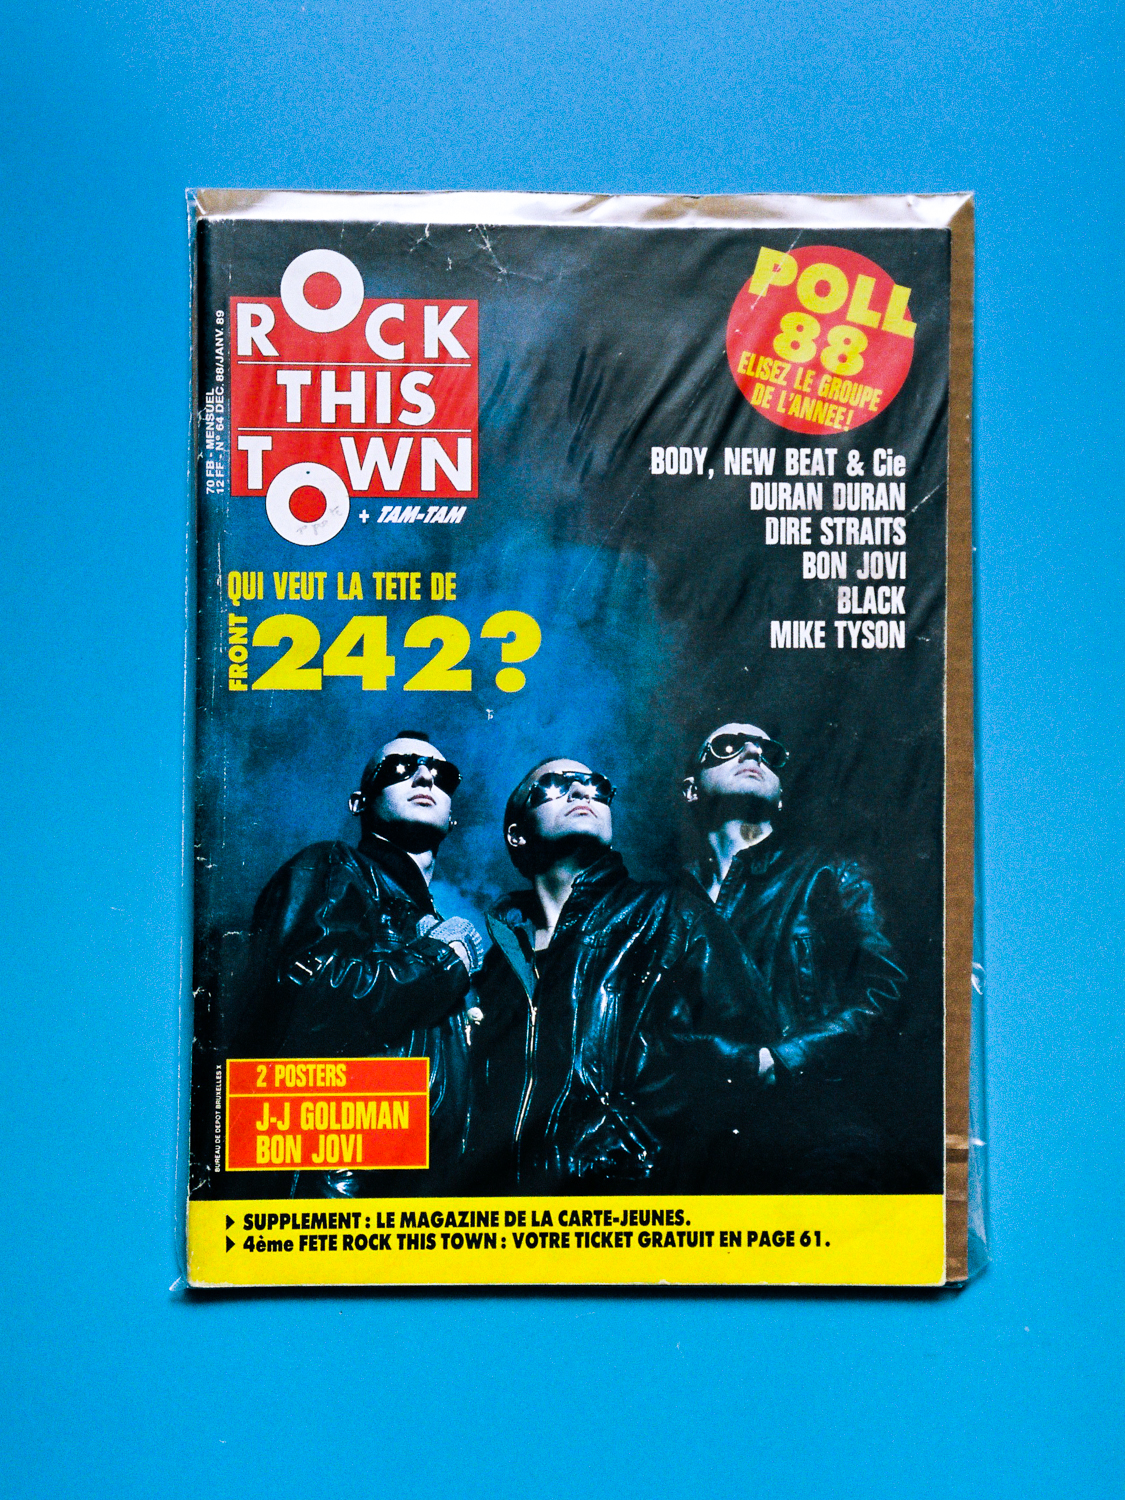 70 FB - MENSUEL
12 FF - N° 64 DEC. 88/JANV. 89
ROCK
THIS
TOWN
+ TAM-TAM
POLL
88
ELISEZ LE GROUPE
DE L'ANNEE!
BODY, NEW BEAT & Cie
DURAN DURAN
DIRE STRAITS
BON JOVI
BLACK
MIKE TYSON
QUI VEUT LA TETE DE
FRONT 242?
2 POSTERS
J-J GOLDMAN
BON JOVI
BUREAU DE DEPOT BRUXELLES X
SUPPLEMENT : LE MAGAZINE DE LA CARTE-JEUNES.
4ème FETE ROCK THIS TOWN : VOTRE TICKET GRATUIT EN PAGE 61.